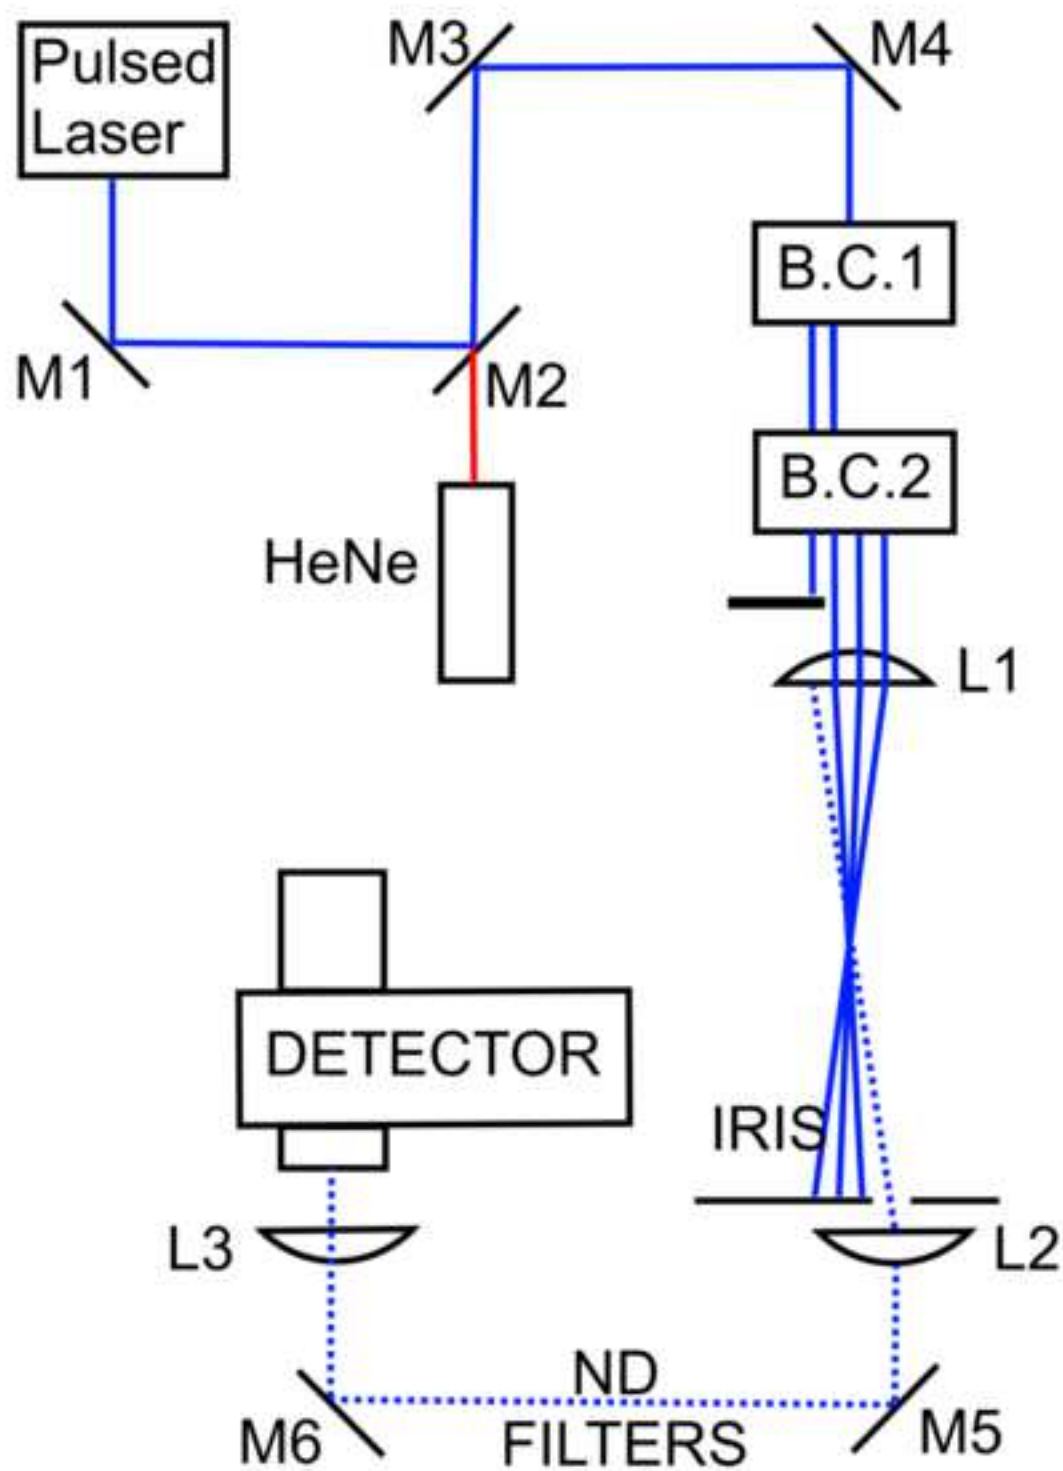 Pulsed
Laser
M3
M4
B.C.1
M1
M2
B.C.2
HeNe
L1
DETECTOR
IRIS
L3
L2
ND
FILTERS
M6
M5